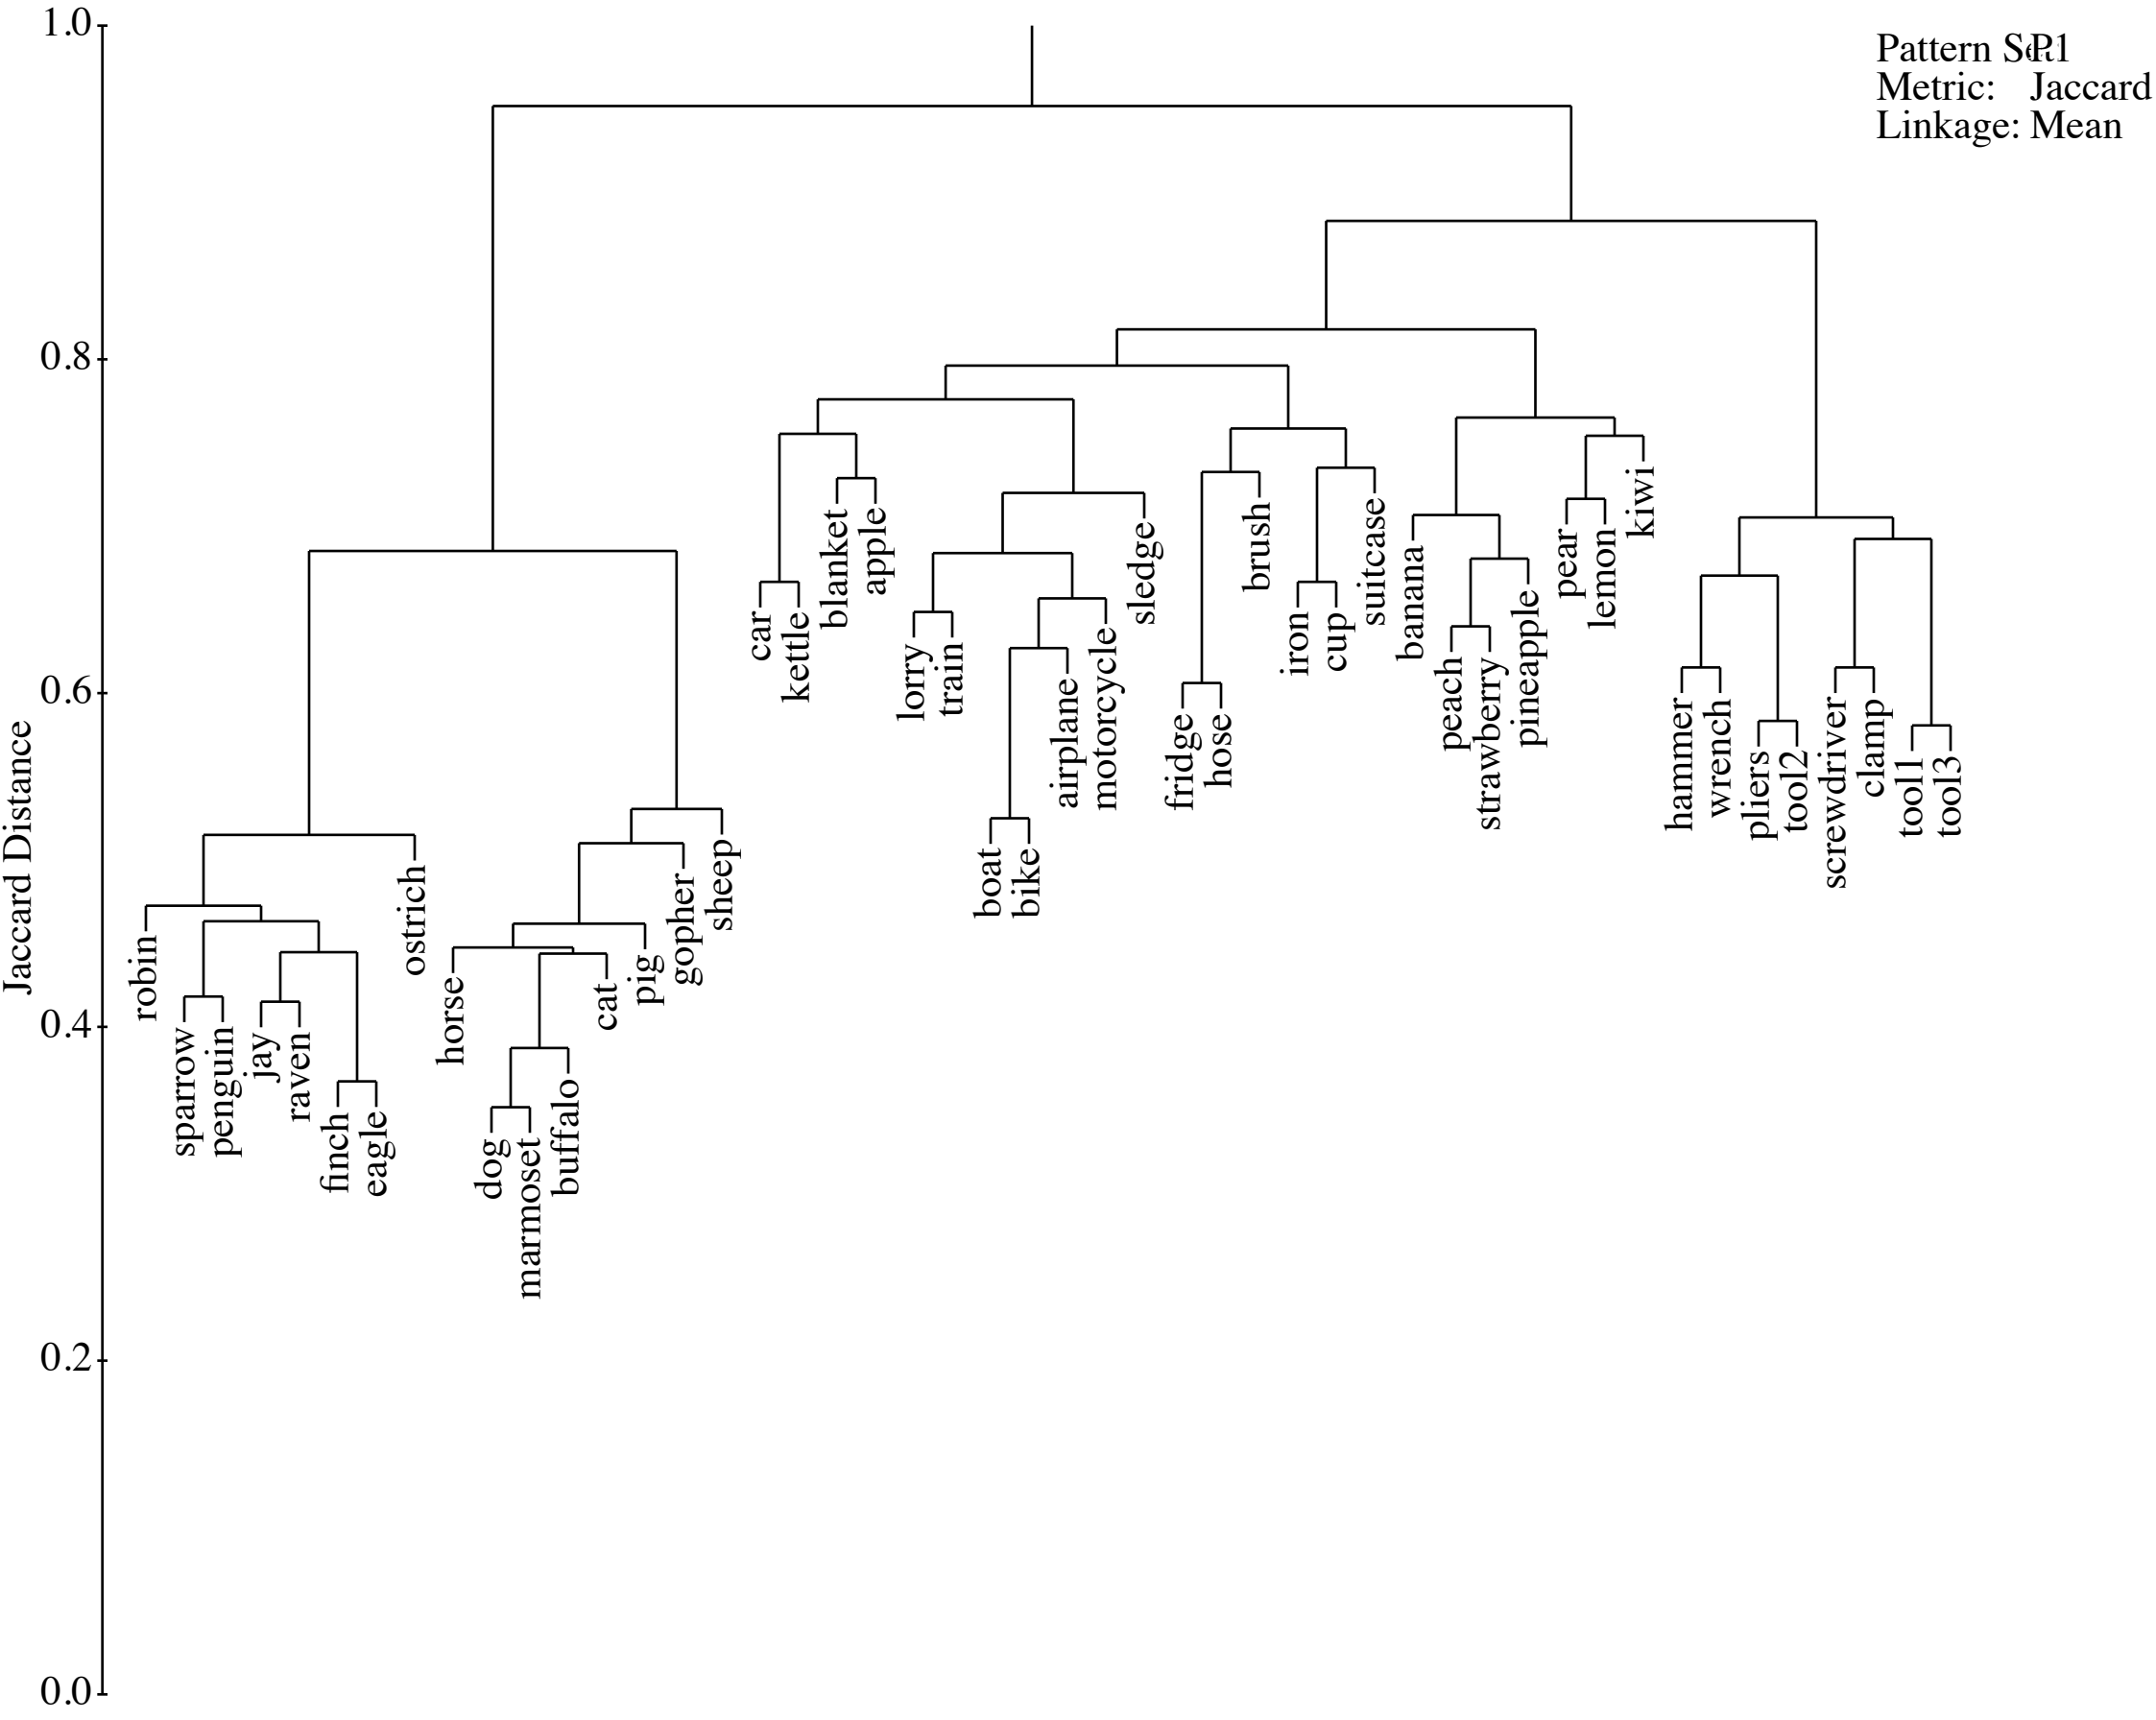 1.0
0.8
0.6
0.4
0.2
0.0
Jaccard Distance
Pattern Set P1
Metric: Jaccard
Linkage: Mean
robin
sparrow
penguin
jay
raven
finch
eagle
ostrich
horse
dog
marmoset
buffalo
cat
pig
gopher
sheep
car
kettle
blanket
apple
lorry
train
boat
bike
airplane
motorcycle
sledge
fridge
hose
brush
iron
cup
suitcase
banana
peach
strawberry
pineapple
pear
lemon
kiwi
hammer
wrench
pliers
tool2
screwdriver
clamp
tool1
tool3